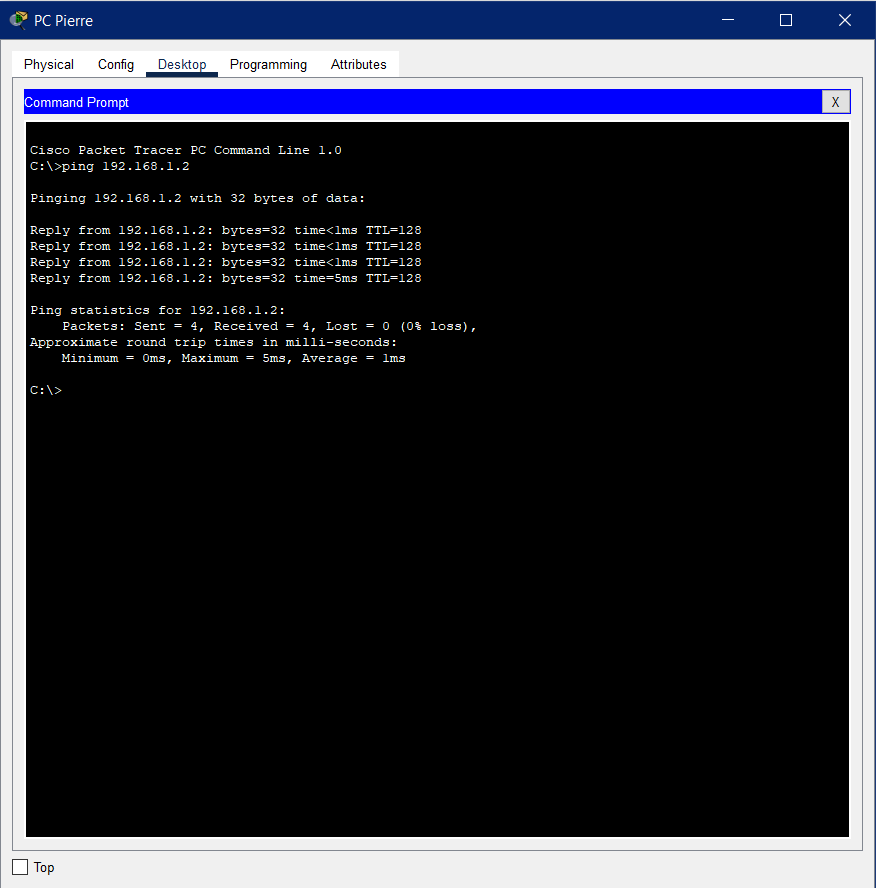 PC Pierre
Physical Config Desktop Programming Attributes
Command Prompt X
Cisco Packet Tracer PC Command Line 1.0
C:\>ping 192.168.1.2
Pinging 192.168.1.2 with 32 bytes of data:
Reply from 192.168.1.2: bytes=32 time<1ms TTL=128
Reply from 192.168.1.2: bytes=32 time<1ms TTL=128
Reply from 192.168.1.2: bytes=32 time<1ms TTL=128
Reply from 192.168.1.2: bytes=32 time=5ms TTL=128
Ping statistics for 192.168.1.2:
    Packets: Sent = 4, Received = 4, Lost = 0 (0% loss),
Approximate round trip times in milli-seconds:
    Minimum = 0ms, Maximum = 5ms, Average = 1ms
C:\>
Top